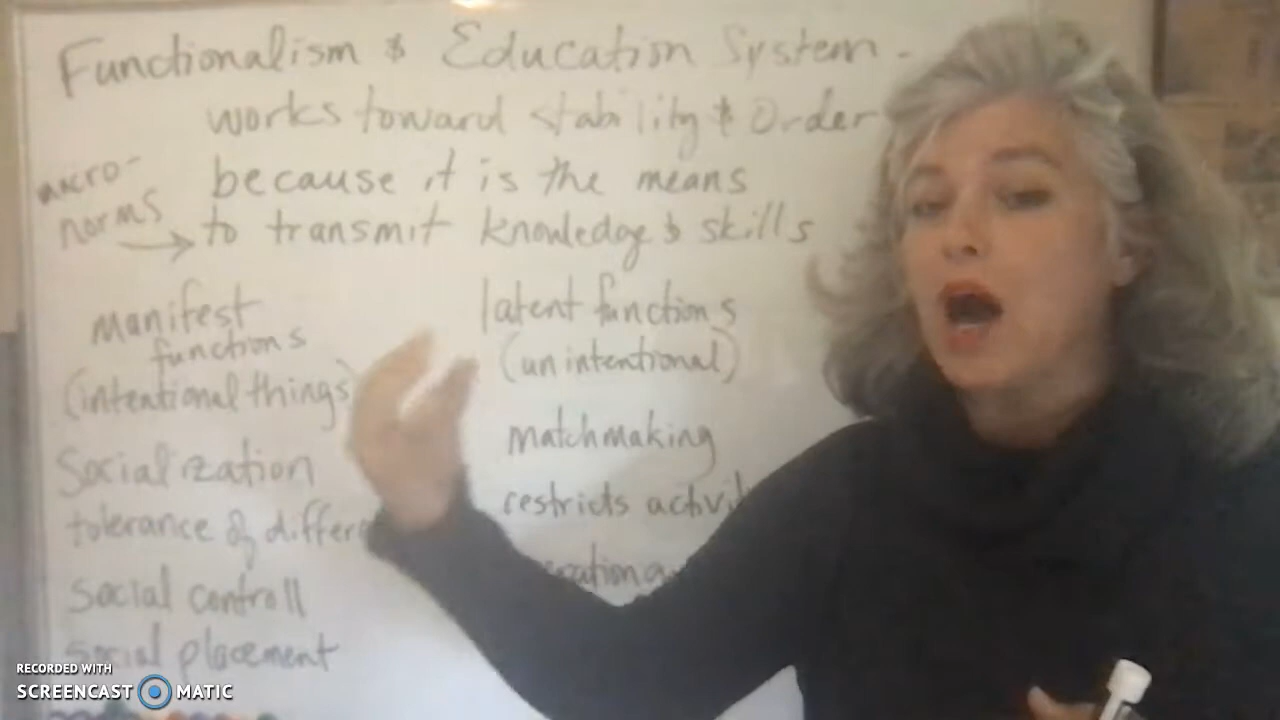 Functionalism & Education System -
works toward stability & Order
macro-
norms
because it is the means
to transmit knowledge & skills
manifest
functions
(intentional things)
Socialization
tolerance of
social controll
social placement
latent functions
(unintentional)
matchmaking
restricts
RECORDED WITH
SCREENCAST MATIC